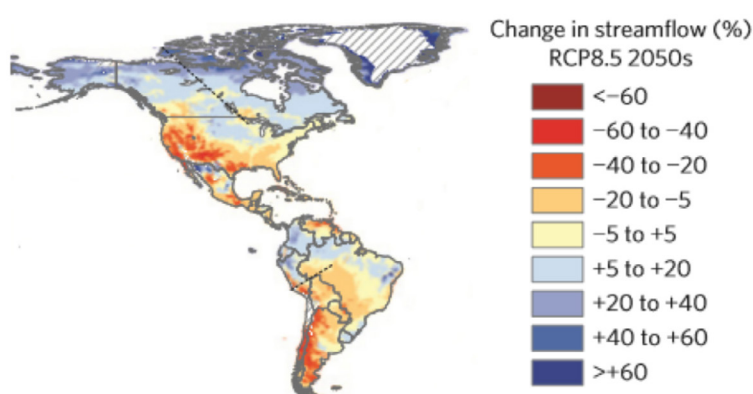 Change in streamflow (%)
RCP8.5 2050s
<−60
−60 to −40
−40 to −20
−20 to −5
−5 to +5
+5 to +20
+20 to +40
+40 to +60
>+60